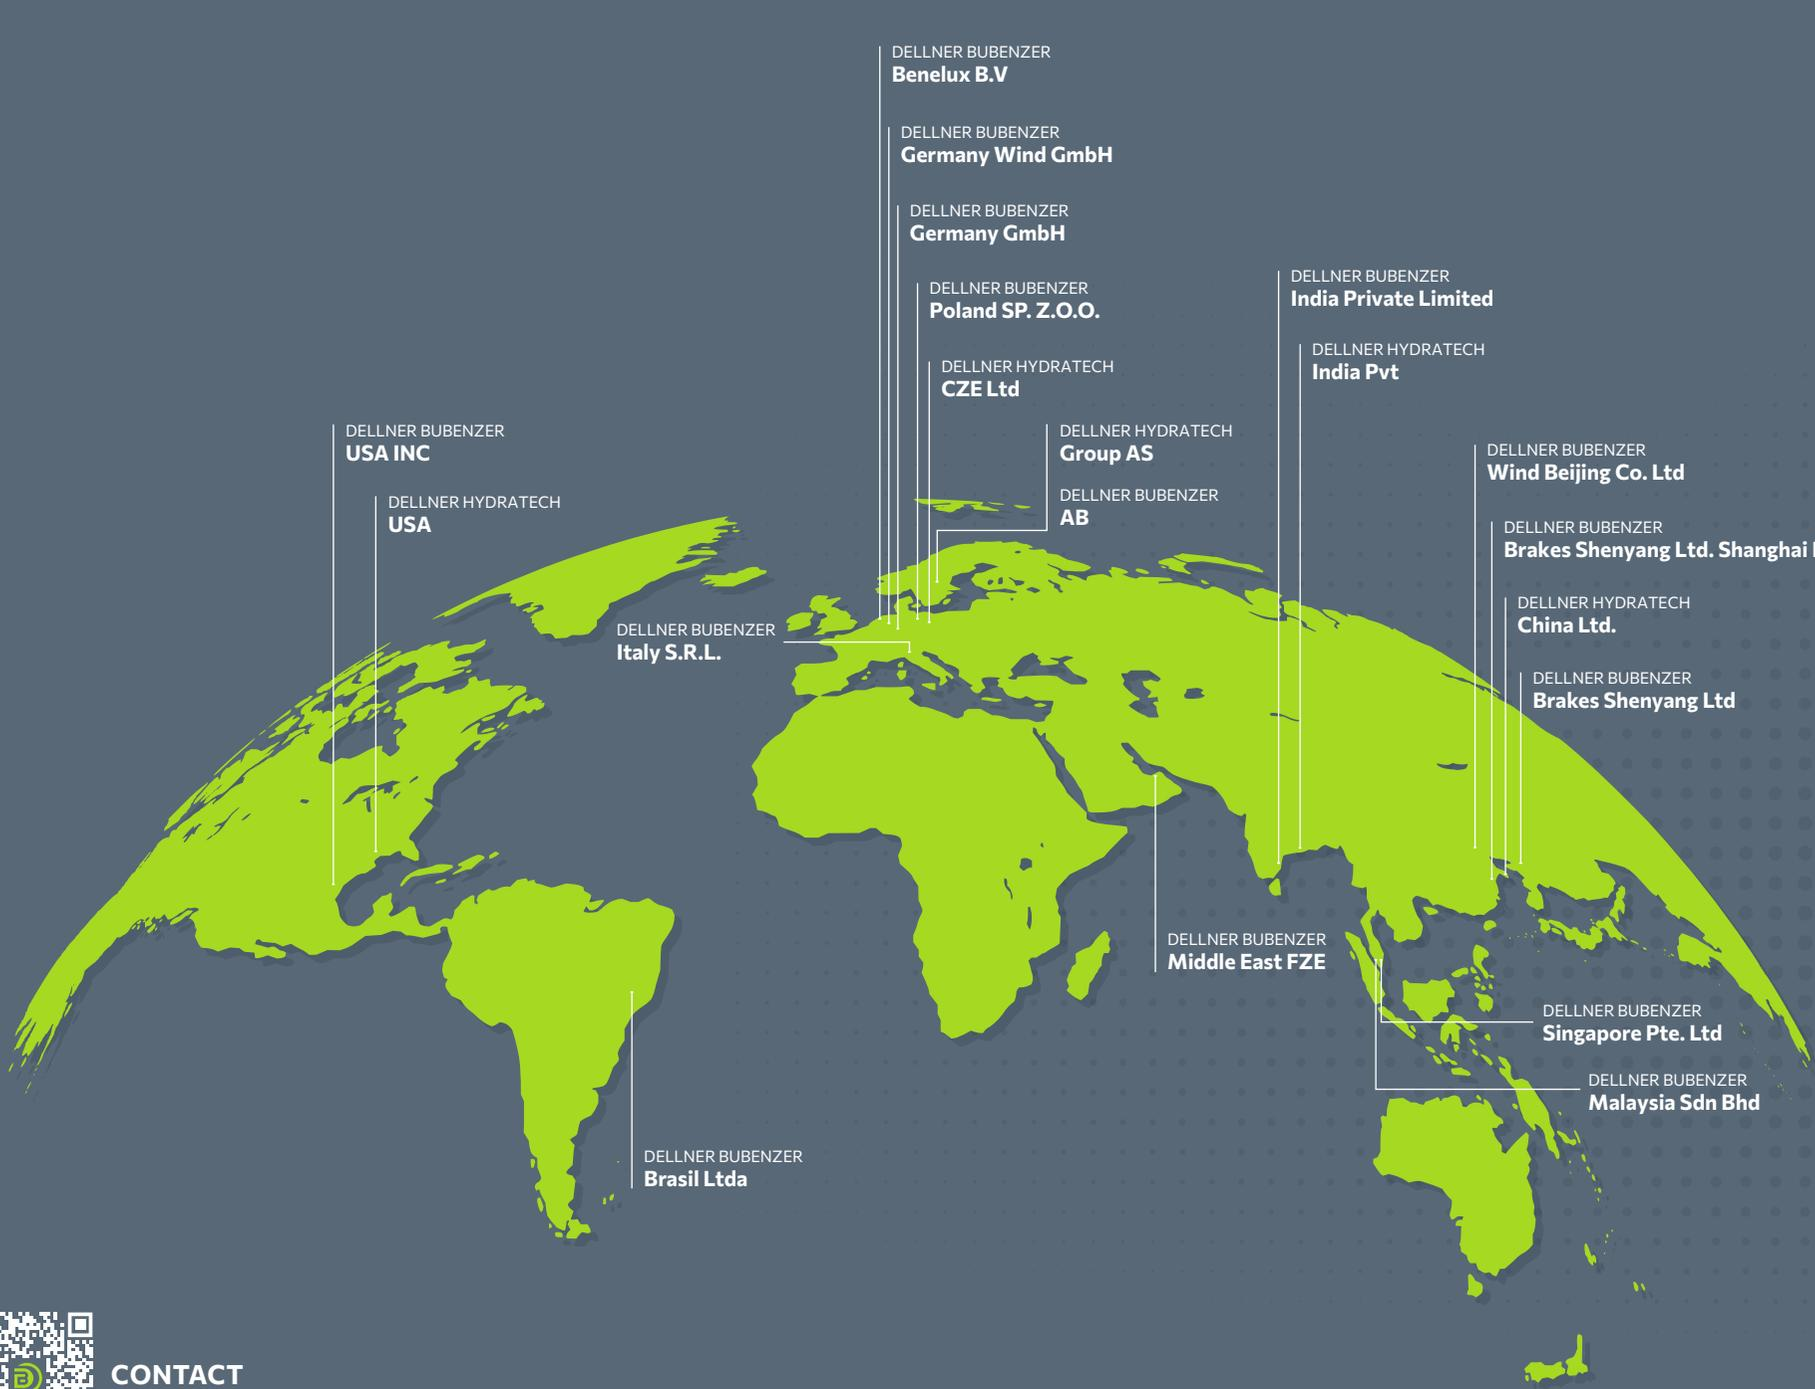 DELLNER BUBENZER
Benelux B.V
DELLNER BUBENZER
Germany Wind GmbH
DELLNER BUBENZER
Germany GmbH
DELLNER BUBENZER
Poland SP. Z.O.O.
DELLNER HYDRATECH
CZE Ltd
DELLNER HYDRATECH
Group AS
DELLNER BUBENZER
AB
DELLNER BUBENZER
India Private Limited
DELLNER HYDRATECH
India Pvt
DELLNER BUBENZER
USA INC
DELLNER HYDRATECH
USA
DELLNER BUBENZER
Italy S.R.L.
DELLNER BUBENZER
Wind Beijing Co. Ltd
DELLNER BUBENZER
Brakes Shenyang Ltd. Shanghai
DELLNER HYDRATECH
China Ltd.
DELLNER BUBENZER
Brakes Shenyang Ltd
DELLNER BUBENZER
Middle East FZE
DELLNER BUBENZER
Singapore Pte. Ltd
DELLNER BUBENZER
Malaysia Sdn Bhd
DELLNER BUBENZER
Brasil Ltda
CONTACT